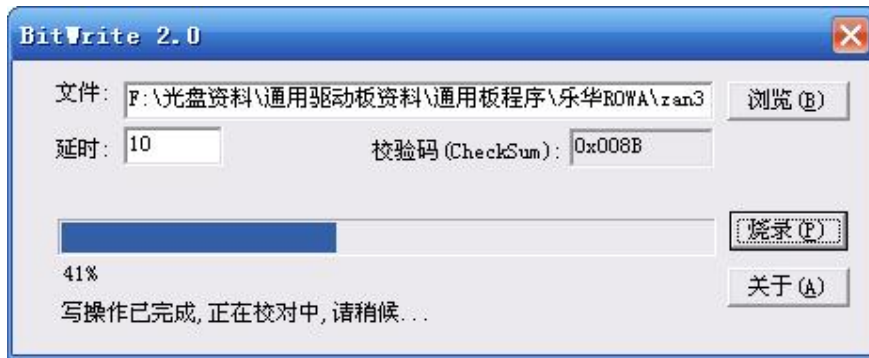 BitWrite 2.0
文件: F:\光盘资料\通用驱动板资料\通用板程序\乐华ROWA\zan3 浏览(B)
延时: 10 校验码(CheckSum): 0x008B
烧录(P)
41%
关于(A)
写操作已完成,正在校对中,请稍候...